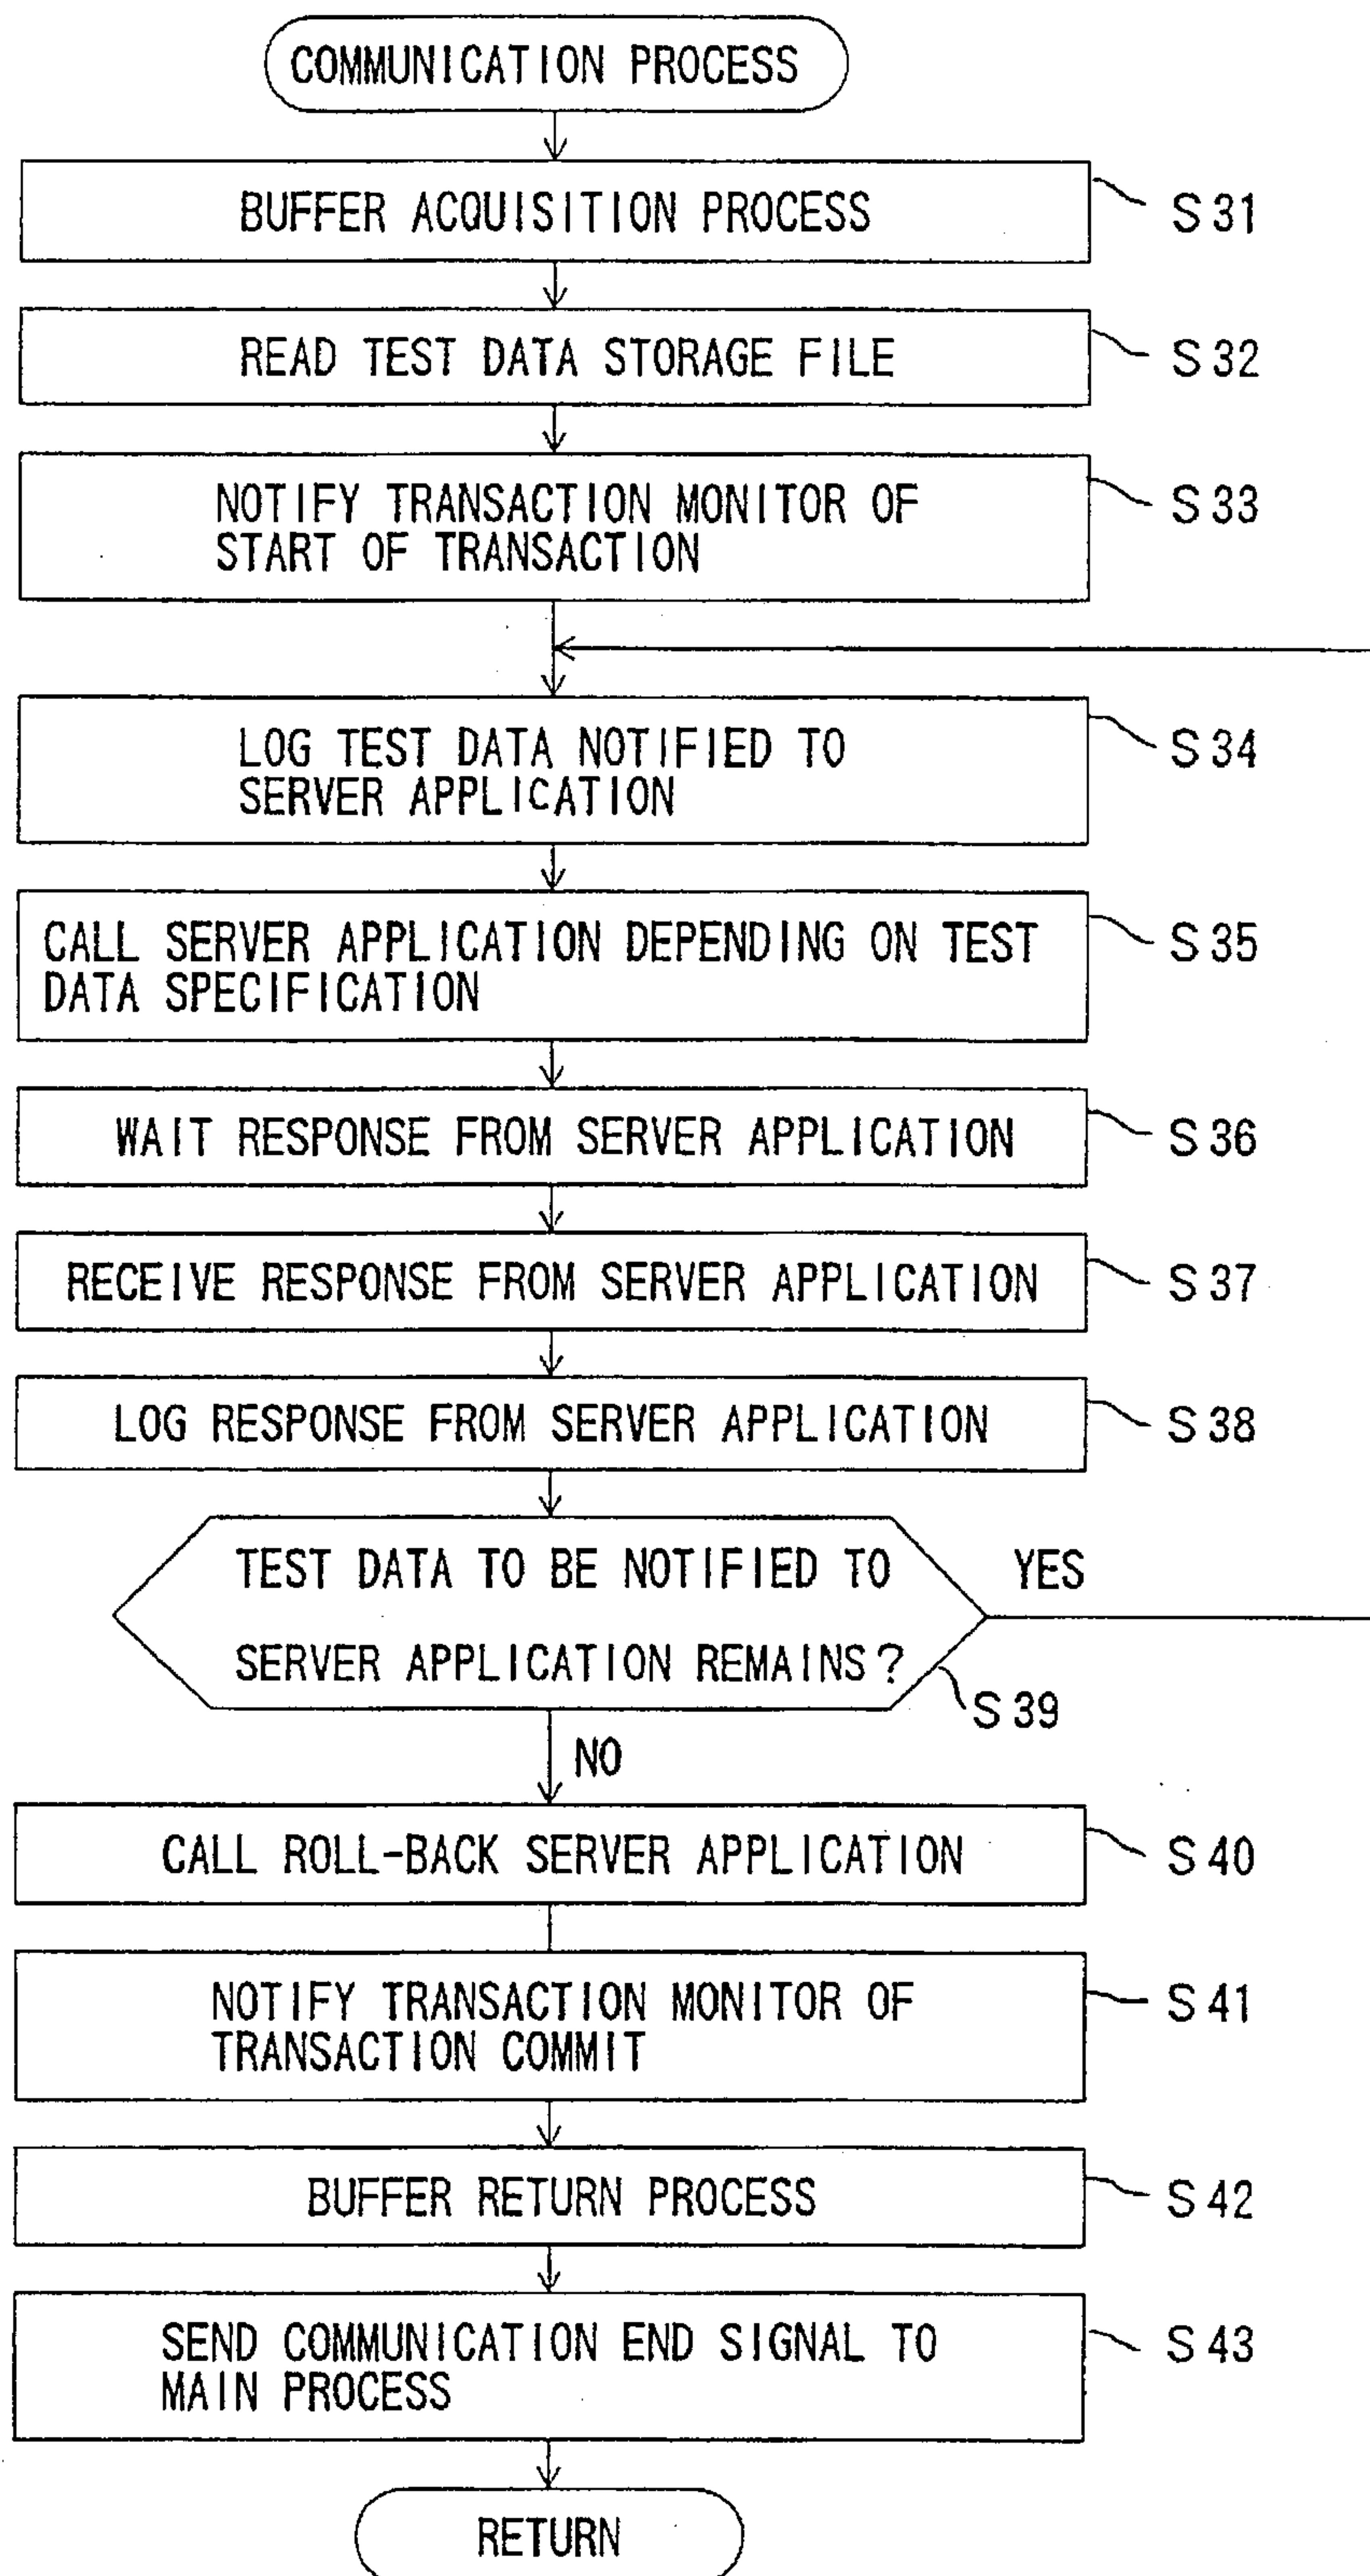 COMMUNICATION PROCESS
BUFFER ACQUISITION PROCESS
S31
READ TEST DATA STORAGE FILE
S32
NOTIFY TRANSACTION MONITOR OF
START OF TRANSACTION
S33
LOG TEST DATA NOTIFIED TO
SERVER APPLICATION
S34
CALL SERVER APPLICATION DEPENDING ON TEST
DATA SPECIFICATION
S35
WAIT RESPONSE FROM SERVER APPLICATION
S36
RECEIVE RESPONSE FROM SERVER APPLICATION
S37
LOG RESPONSE FROM SERVER APPLICATION
S38
TEST DATA TO BE NOTIFIED TO
SERVER APPLICATION REMAINS?
YES
S39
NO
CALL ROLL-BACK SERVER APPLICATION
S40
NOTIFY TRANSACTION MONITOR OF
TRANSACTION COMMIT
S41
BUFFER RETURN PROCESS
S42
SEND COMMUNICATION END SIGNAL TO
MAIN PROCESS
S43
RETURN